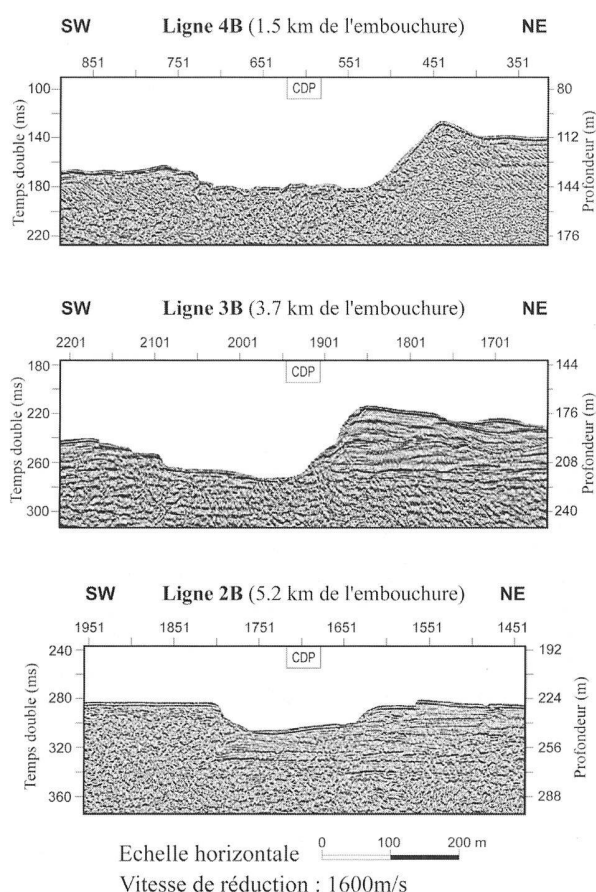 SW Ligne 4B (1.5 km de l'embouchure) NE
851 751 651 551 451 351
CDP
Temps double (ms)
100
140
180
220
80
112
144
176
Profondeur (m)
SW Ligne 3B (3.7 km de l'embouchure) NE
2201 2101 2001 1901 1801 1701
CDP
Temps double (ms)
180
220
260
300
144
176
208
240
Profondeur (m)
SW Ligne 2B (5.2 km de l'embouchure) NE
1951 1851 1751 1651 1551 1451
CDP
Temps double (ms)
240
280
320
360
192
224
256
288
Profondeur (m)
Echelle horizontale 0 100 200 m
Vitesse de réduction : 1600m/s